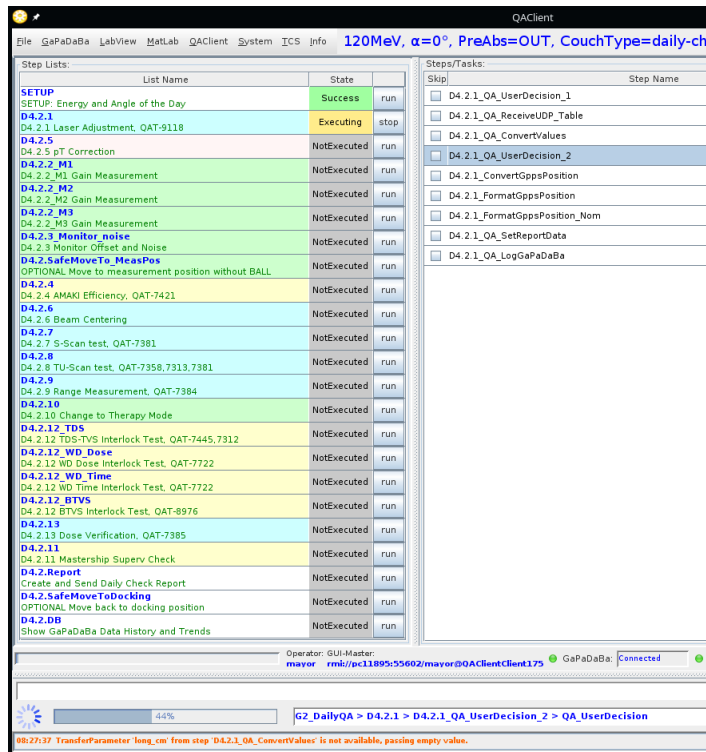 QAClient
File GaPaDaBa LabView MatLab QAClient System TCS Info 120MeV, α=0°, PreAbs=OUT, CouchType=daily-ch
Step Lists:
List Name State
SETUP
SETUP: Energy and Angle of the Day
Success run
D4.2.1
D4.2.1 Laser Adjustment, QAT-9118
Executing stop
D4.2.5
D4.2.5 pT Correction
NotExecuted run
D4.2.2_M1
D4.2.2_M1 Gain Measurement
NotExecuted run
D4.2.2_M2
D4.2.2_M2 Gain Measurement
NotExecuted run
D4.2.2_M3
D4.2.2_M3 Gain Measurement
NotExecuted run
D4.2.3_Monitor_noise
D4.2.3 Monitor Offset and Noise
NotExecuted run
D4.2.SafeMoveTo_MeasPos
OPTIONAL Move to measurement position without BALL
NotExecuted run
D4.2.4
D4.2.4 AMAKI Efficiency, QAT-7421
NotExecuted run
D4.2.6
D4.2.6 Beam Centering
NotExecuted run
D4.2.7
D4.2.7 S-Scan test, QAT-7381
NotExecuted run
D4.2.8
D4.2.8 TU-Scan test, QAT-7358,7313,7381
NotExecuted run
D4.2.9
D4.2.9 Range Measurement, QAT-7384
NotExecuted run
D4.2.10
D4.2.10 Change to Therapy Mode
NotExecuted run
D4.2.12_TDS
D4.2.12 TDS-TVS Interlock Test, QAT-7445,7312
NotExecuted run
D4.2.12_WD_Dose
D4.2.12 WD Dose Interlock Test, QAT-7722
NotExecuted run
D4.2.12_WD_Time
D4.2.12 WD Time Interlock Test, QAT-7722
NotExecuted run
D4.2.12_BTVS
D4.2.12 BTVS Interlock Test, QAT-8976
NotExecuted run
D4.2.13
D4.2.13 Dose Verification, QAT-7385
NotExecuted run
D4.2.11
D4.2.11 Mastership Superv Check
NotExecuted run
D4.2.Report
Create and Send Daily Check Report
NotExecuted run
D4.2.SafeMoveToDocking
OPTIONAL Move back to docking position
NotExecuted run
D4.2.DB
Show GaPaDaBa Data History and Trends
NotExecuted run
Steps/Tasks:
Skip Step Name
D4.2.1_QA_UserDecision_1
D4.2.1_QA_ReceiveUDP_Table
D4.2.1_QA_ConvertValues
D4.2.1_QA_UserDecision_2
D4.2.1_ConvertGppsPosition
D4.2.1_FormatGppsPosition
D4.2.1_FormatGppsPosition_Nom
D4.2.1_QA_SetReportData
D4.2.1_QA_LogGaPaDaBa
Operator: GUI-Master:
mayor rmi://pc11895:55602/mayor@QAClientClient175 GaPaDaBa: Connected
44% G2_DailyQA > D4.2.1 > D4.2.1_QA_UserDecision_2 > QA_UserDecision
08:27:37 TransferParameter 'long_cm' from step 'D4.2.1_QA_ConvertValues' is not available, passing empty value.